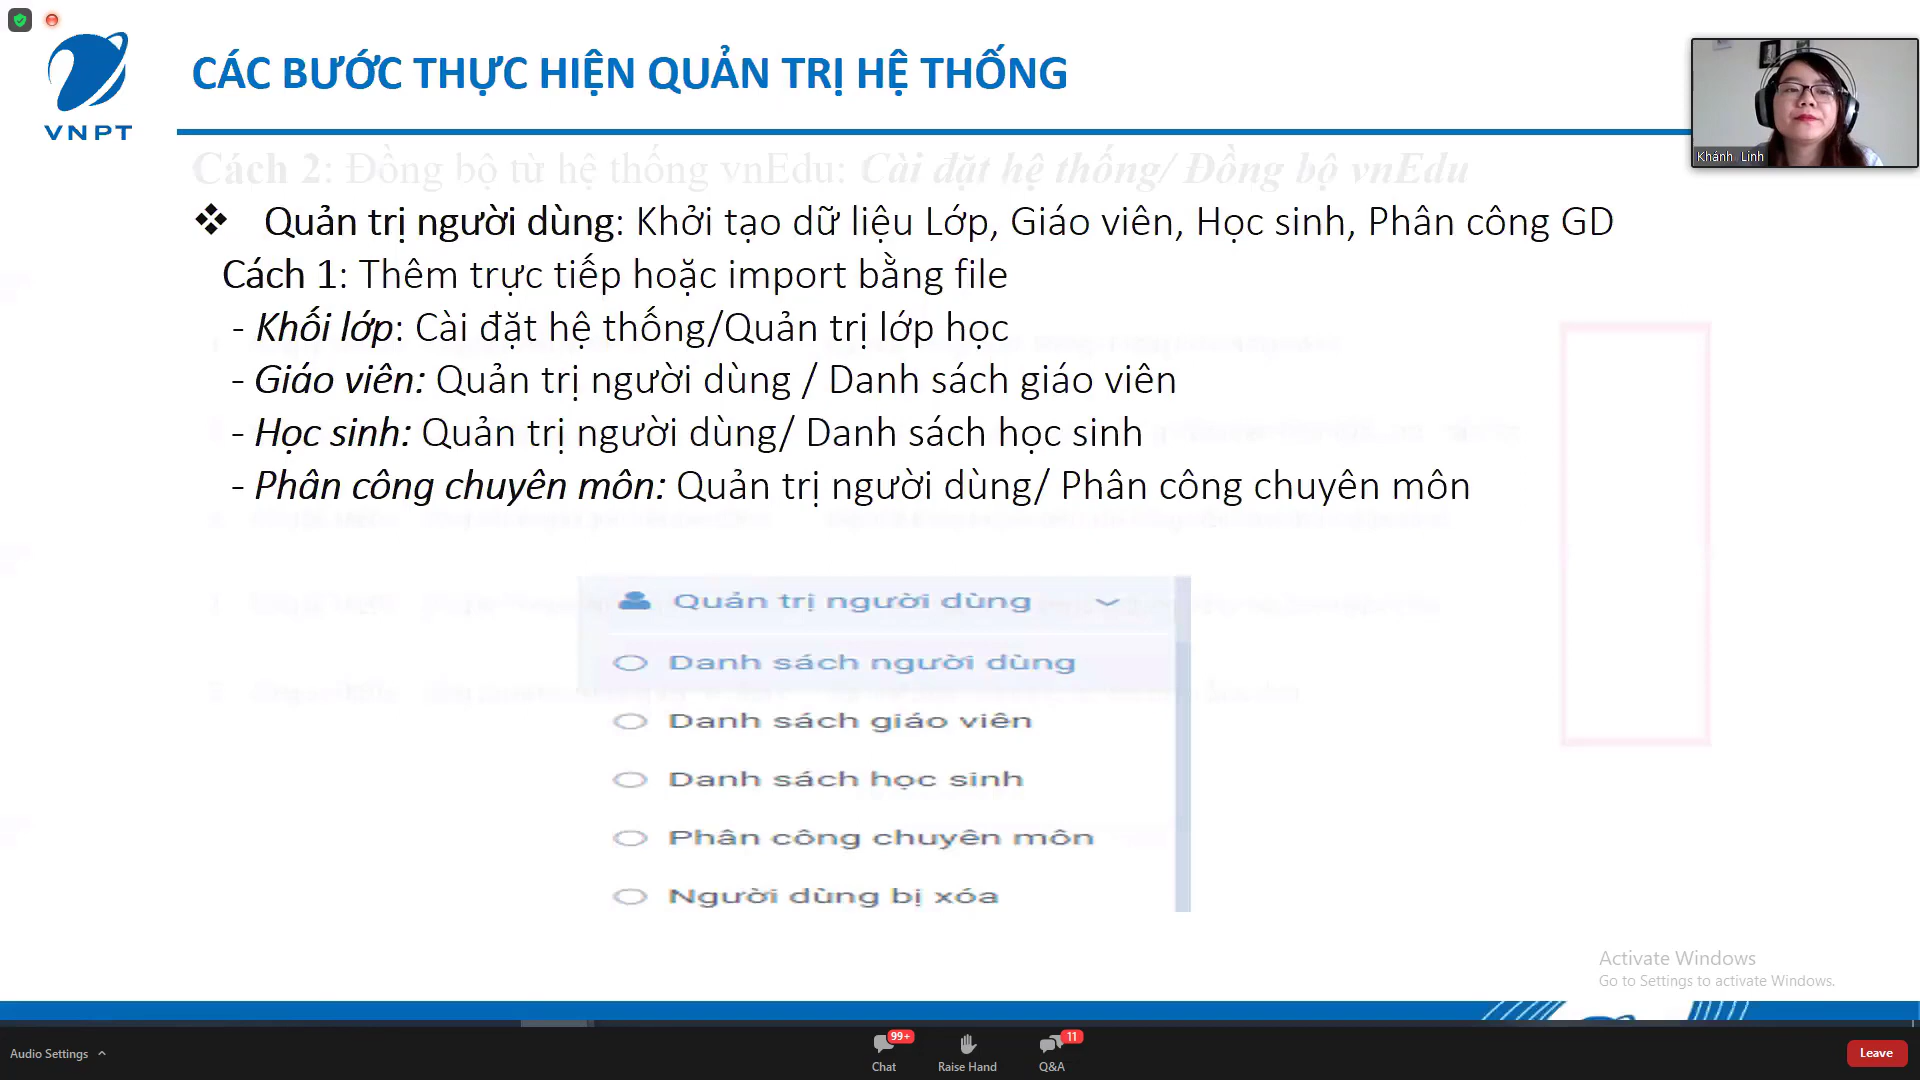 VNPT
CÁC BƯỚC THỰC HIỆN QUẢN TRỊ HỆ THỐNG
Khánh Linh
Cách 2: Đồng bộ từ hệ thống vnEdu: Cài đặt hệ thống/ Đồng bộ vnEdu
❖ Quản trị người dùng: Khởi tạo dữ liệu Lớp, Giáo viên, Học sinh, Phân công GD
Cách 1: Thêm trực tiếp hoặc import bằng file
- Khối lớp: Cài đặt hệ thống/Quản trị lớp học
- Giáo viên: Quản trị người dùng / Danh sách giáo viên
- Học sinh: Quản trị người dùng/ Danh sách học sinh
- Phân công chuyên môn: Quản trị người dùng/ Phân công chuyên môn
Quản trị người dùng
Danh sách người dùng
Danh sách giáo viên
Danh sách học sinh
Phân công chuyên môn
Người dùng bị xóa
Activate Windows
Go to Settings to activate Windows.
Audio Settings
99+
Chat
Raise Hand
11
Q&A
Leave